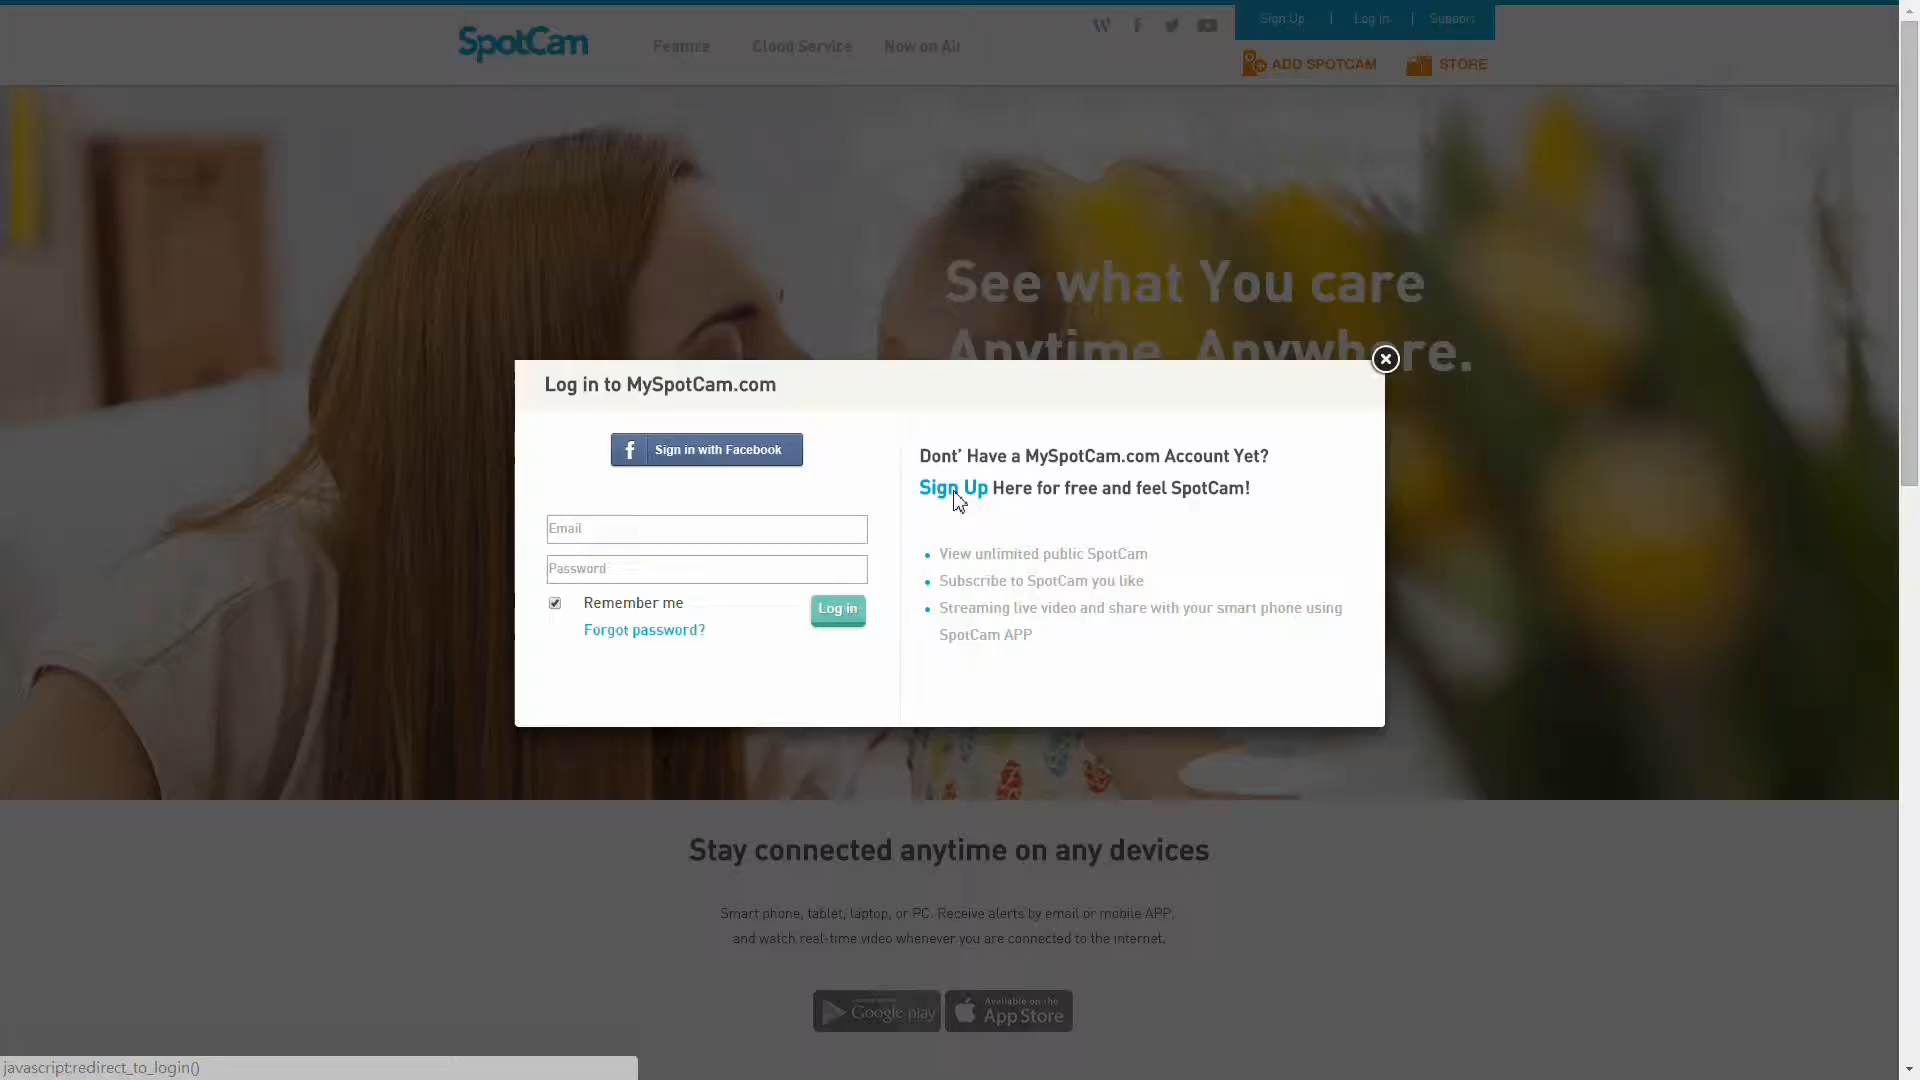 SpotCam
Feature
Cloud Service
Now on Air
Sign Up | Log In | Support
ADD SPOTCAM
STORE
See what You care
Anytime, Anywhere.
Log in to MySpotCam.com
f Sign in with Facebook
Email
Password
Remember me
Log in
Forgot password?
Dont’ Have a MySpotCam.com Account Yet?
Sign Up Here for free and feel SpotCam!
• View unlimited public SpotCam
• Subscribe to SpotCam you like
• Streaming live video and share with your smart phone using
SpotCam APP
Stay connected anytime on any devices
Smart phone, tablet, laptop, or PC. Receive alerts by email or mobile APP,
and watch real-time video whenever you are connected to the internet.
Google play
Available on the
App Store
javascript:redirect_to_login()